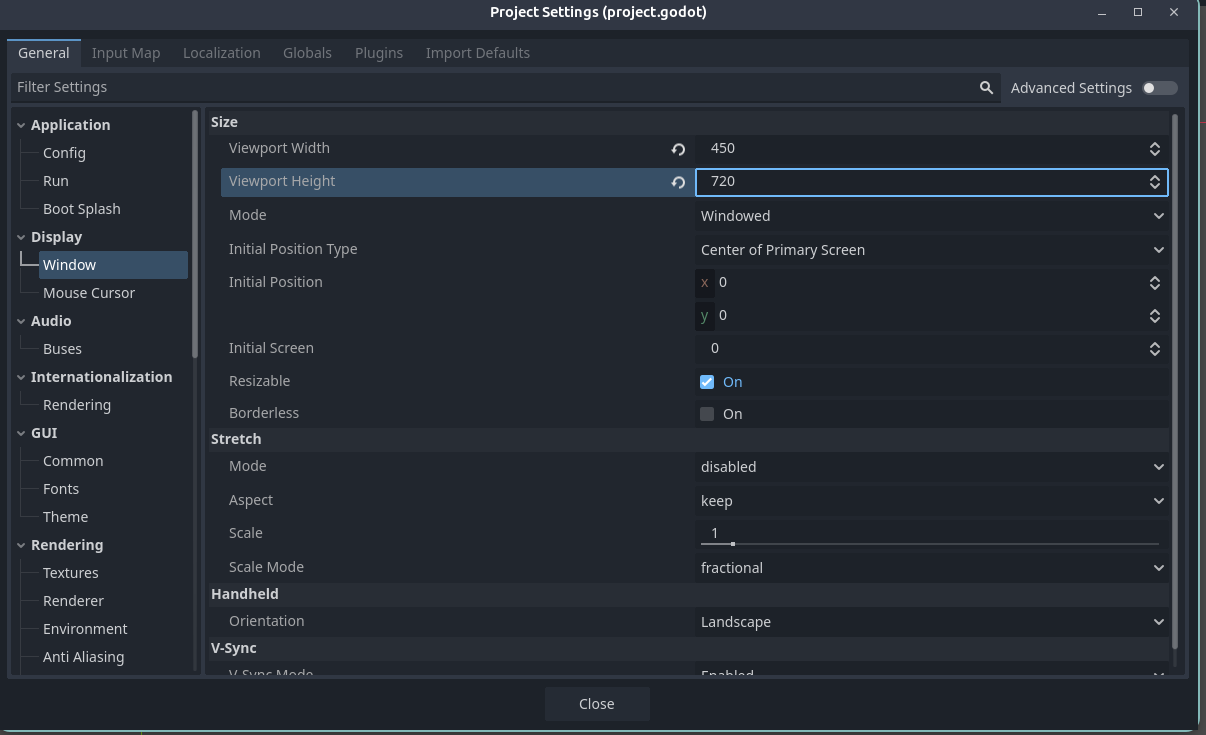 Project Settings (project.godot)
General Input Map Localization Globals Plugins Import Defaults
Filter Settings Advanced Settings
Application
Config
Run
Boot Splash
Display
Window
Mouse Cursor
Audio
Buses
Internationalization
Rendering
GUI
Common
Fonts
Theme
Rendering
Textures
Renderer
Environment
Anti Aliasing
Size
Viewport Width 450
Viewport Height 720
Mode Windowed
Initial Position Type Center of Primary Screen
Initial Position x 0
y 0
Initial Screen 0
Resizable On
Borderless On
Stretch
Mode disabled
Aspect keep
Scale 1
Scale Mode fractional
Handheld
Orientation Landscape
V-Sync
V-Sync Mode Enabled
Close